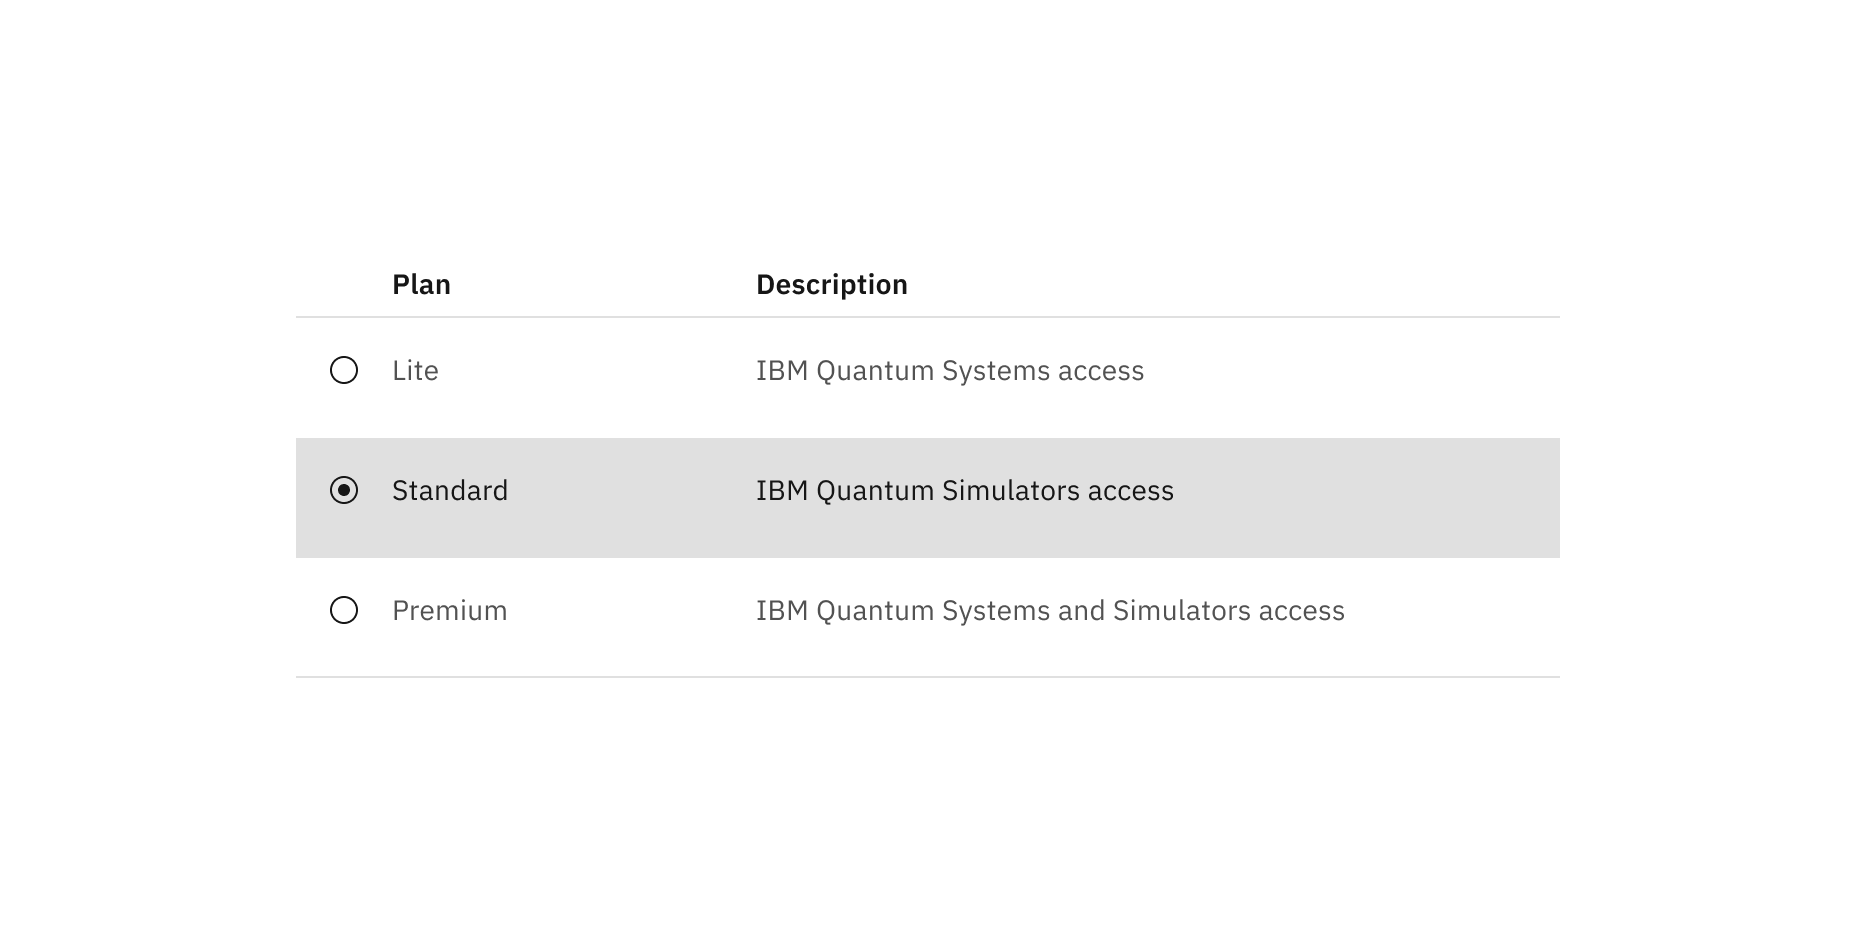 Plan Description
Lite IBM Quantum Systems access
Standard IBM Quantum Simulators access
Premium IBM Quantum Systems and Simulators access